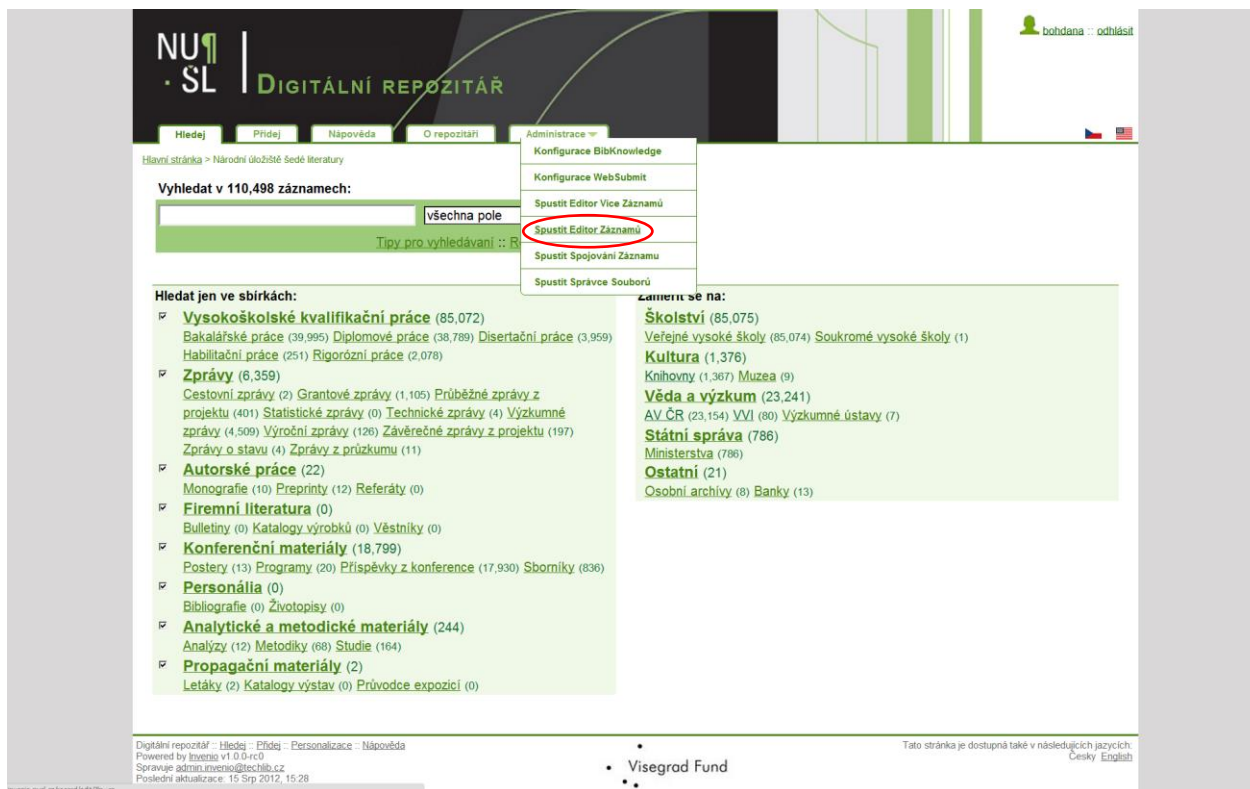 NU¶
· ŠL
DIGITÁLNÍ REPOZITÁŘ
bohdana :: odhlásit
Hledej Přidej Nápověda O repozitáři Administrace
Hlavní stránka > Národní úložiště šedé literatury
Konfigurace BibKnowledge
Konfigurace WebSubmit
Spustit Editor Více Záznamů
Spustit Editor Záznamů
Spustit Spojování Záznamu
Spustit Správce Souborů
Vyhledat v 110,498 záznamech:
všechna pole
Tipy pro vyhledávaní :: R
Hledat jen ve sbírkách:
Vysokoškolské kvalifikační práce (85,072)
Bakalářské práce (39,995) Diplomové práce (38,789) Disertační práce (3,959)
Habilitační práce (251) Rigorózní práce (2,078)
Zprávy (6,359)
Cestovní zprávy (2) Grantové zprávy (1,105) Průběžné zprávy z
projektu (401) Statistické zprávy (0) Technické zprávy (4) Výzkumné
zprávy (4,509) Výroční zprávy (126) Závěrečné zprávy z projektu (197)
Zprávy o stavu (4) Zprávy z průzkumu (11)
Autorské práce (22)
Monografie (10) Preprinty (12) Referáty (0)
Firemní literatura (0)
Bulletiny (0) Katalogy výrobků (0) Věstníky (0)
Konferenční materiály (18,799)
Postery (13) Programy (20) Příspěvky z konference (17,930) Sborníky (836)
Personália (0)
Bibliografie (0) Životopisy (0)
Analytické a metodické materiály (244)
Analýzy (12) Metodiky (68) Studie (164)
Propagační materiály (2)
Letáky (2) Katalogy výstav (0) Průvodce expozicí (0)
Zaměřit se na:
Školství (85,075)
Veřejné vysoké školy (85,074) Soukromé vysoké školy (1)
Kultura (1,376)
Knihovny (1,367) Muzea (9)
Věda a výzkum (23,241)
AV ČR (23,154) VVI (80) Výzkumné ústavy (7)
Státní správa (786)
Ministerstva (786)
Ostatní (21)
Osobní archívy (8) Banky (13)
Digitální repozitář :: Hledej :: Přidej :: Personalizace :: Nápověda
Powered by Invenio v1.0.0-rc0
Spravuje admin.invenio@techlib.cz
Poslední aktualizace: 15 Srp 2012, 15:28
Visegrad Fund
Tato stránka je dostupná také v následujících jazycích:
Česky English